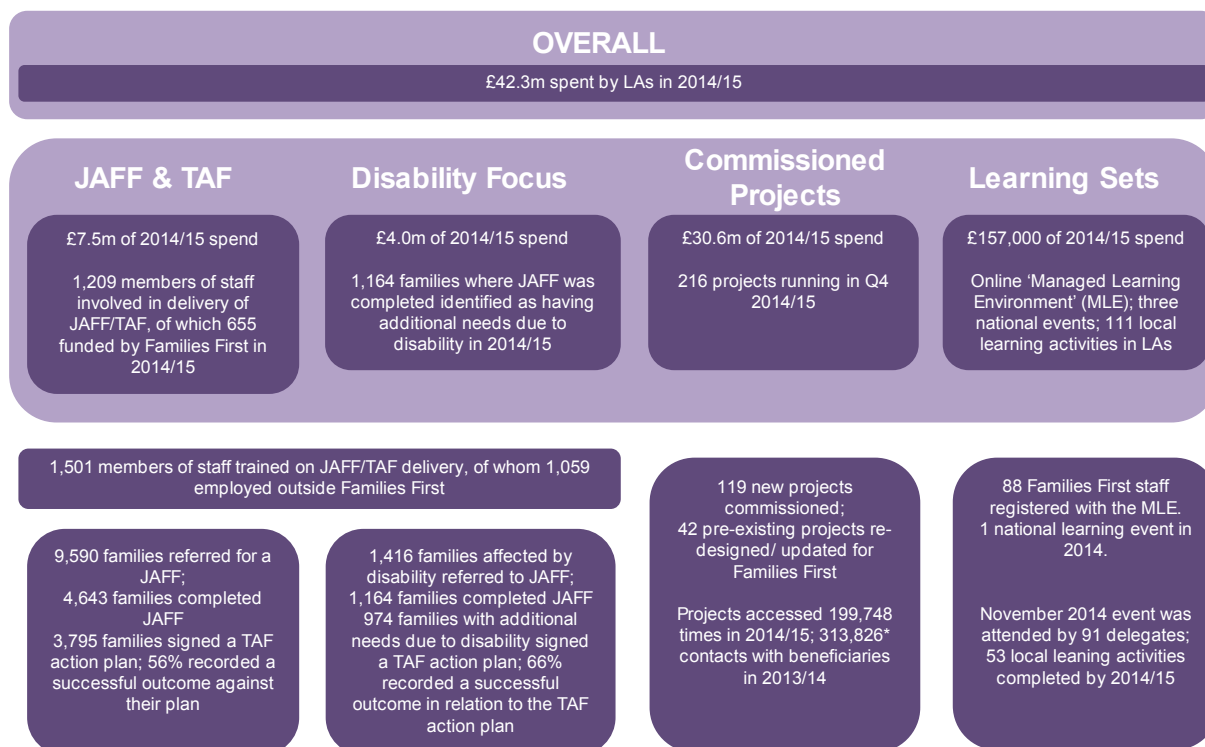 OVERALL
£42.3m spent by LAs in 2014/15
JAFF & TAF
£7.5m of 2014/15 spend
1,209 members of staff
involved in delivery of
JAFF/TAF, of which 655
funded by Families First in
2014/15
Disability Focus
£4.0m of 2014/15 spend
1,164 families where JAFF was
completed identified as having
additional needs due to
disability in 2014/15
Commissioned
Projects
£30.6m of 2014/15 spend
216 projects running in Q4
2014/15
Learning Sets
£157,000 of 2014/15 spend
Online ‘Managed Learning
Environment’ (MLE); three
national events; 111 local
learning activities in LAs
1,501 members of staff trained on JAFF/TAF delivery, of whom 1,059
employed outside Families First
9,590 families referred for a
JAFF;
4,643 families completed
JAFF
3,795 families signed a TAF
action plan; 56% recorded a
successful outcome against
their plan
1,416 families affected by
disability referred to JAFF;
1,164 families completed JAFF
974 families with additional
needs due to disability signed
a TAF action plan; 66%
recorded a successful
outcome in relation to the TAF
action plan
119 new projects
commissioned;
42 pre-existing projects re-
designed/ updated for
Families First
Projects accessed 199,748
times in 2014/15; 313,826*
contacts with beneficiaries
in 2013/14
88 Families First staff
registered with the MLE.
1 national learning event in
2014.
November 2014 event was
attended by 91 delegates;
53 local leaning activities
completed by 2014/15